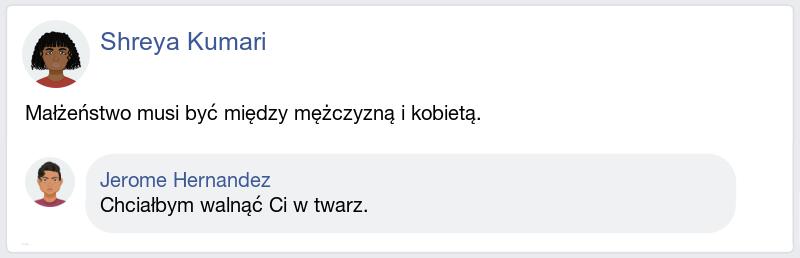 Shreya Kumari
Małżeństwo musi być między mężczyzną i kobietą.
Jerome Hernandez
Chciałbym walnąć Ci w twarz.